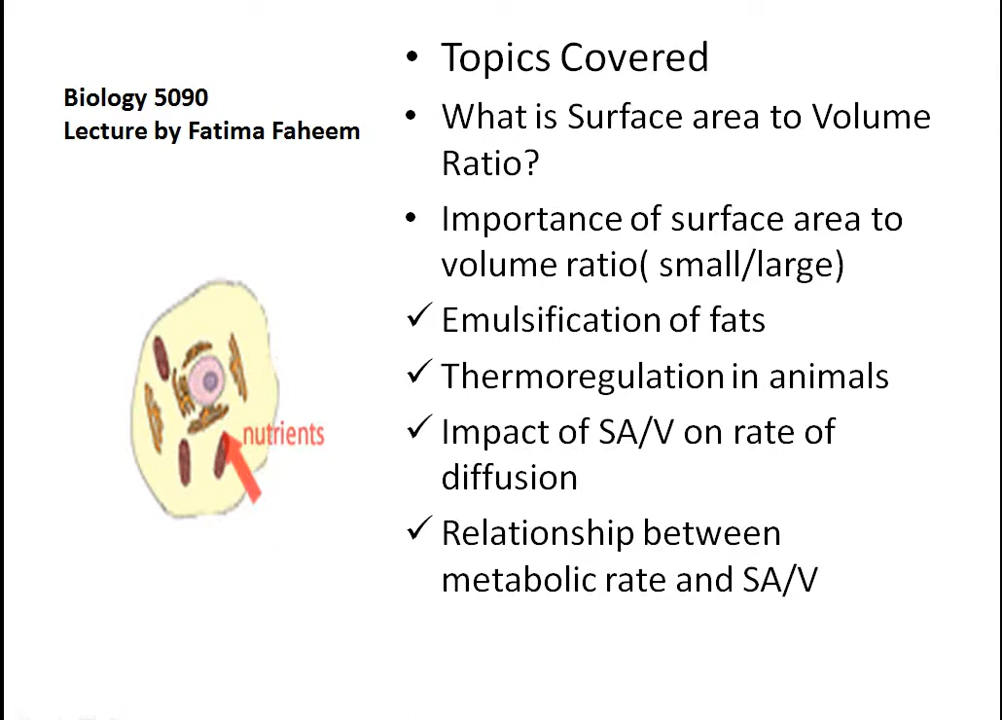 Biology 5090
Lecture by Fatima Faheem
• Topics Covered
• What is Surface area to Volume
Ratio?
• Importance of surface area to
volume ratio( small/large)
✓ Emulsification of fats
✓ Thermoregulation in animals
✓ Impact of SA/V on rate of
diffusion
✓ Relationship between
metabolic rate and SA/V
nutrients